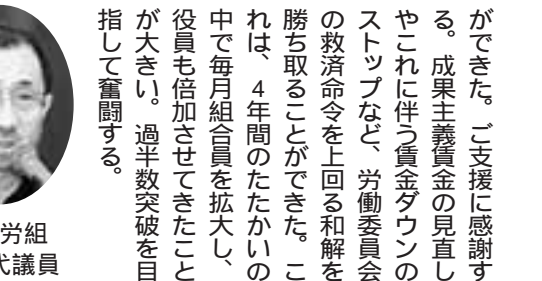 ができた。ご支援に感謝す
る。成果主義賃金の見直し
やこれに伴う賃金ダウンの
ストップなど、労働委員会
の救済命令を上回る和解を
勝ち取ることができた。こ
れは、4年間のたたかいの
中で毎月組合員を拡大し、
役員も倍加させてきたこと
が大きい。過半数突破を目
指して奮闘する。
労組
代議員